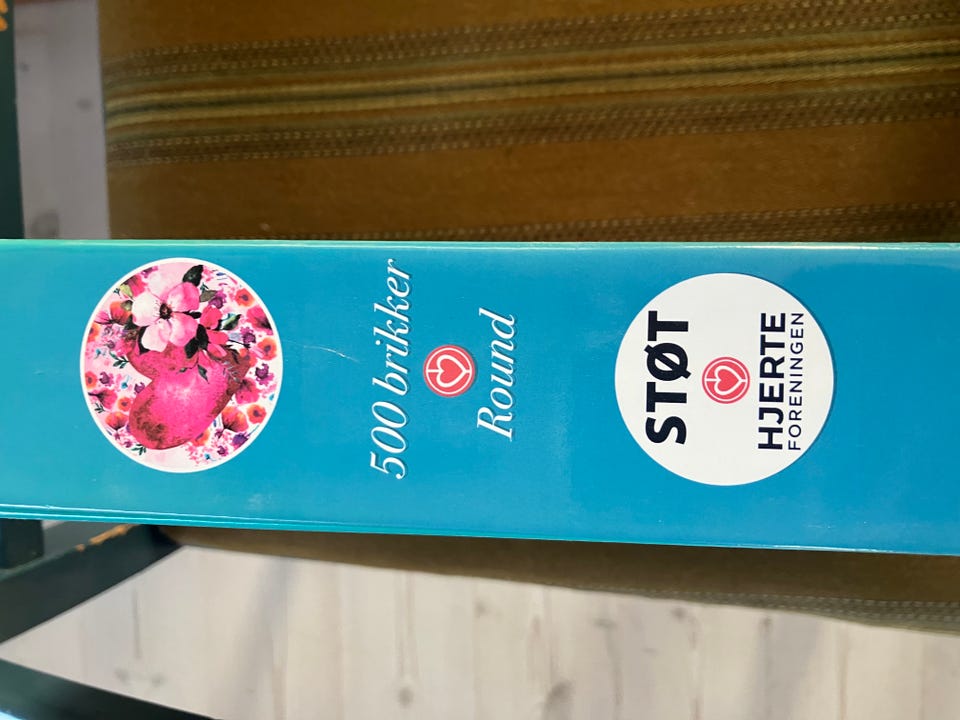 500 brikker
Round
STØT
HJERTE
FORENINGEN